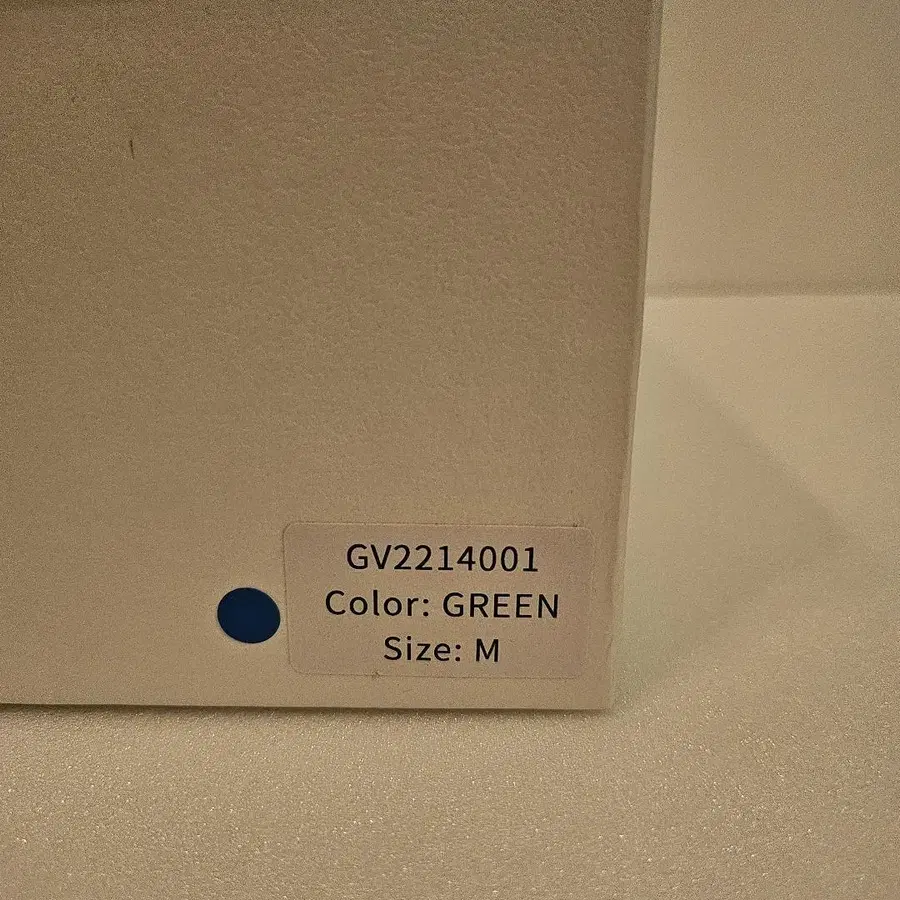 GV2214001
Color: GREEN
Size: M